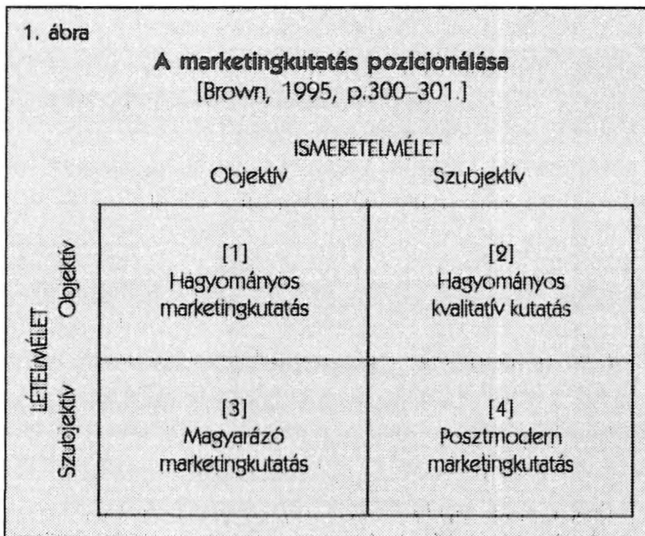 1. ábra
A marketingkutatás pozicionálása
[Brown, 1995, p.300–301.]
ISMERETELMÉLET
Objektív Szubjektív
LÉTELMÉLET
Objektív
[1] [2]
Hagyományos Hagyományos
marketingkutatás kvalitatív kutatás
Szubjektív
[3] [4]
Magyarázó Posztmodern
marketingkutatás marketingkutatás